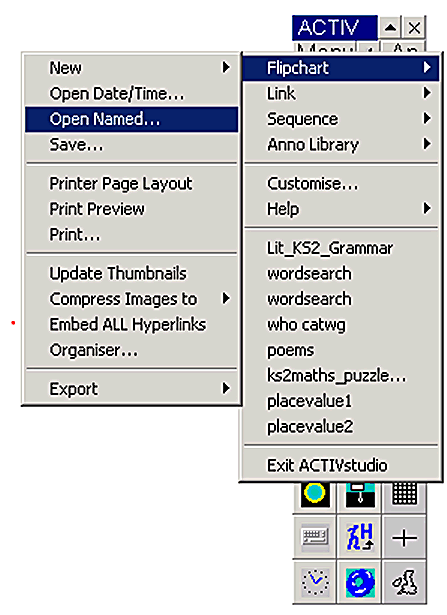 ACTIV
Menu
New
Open Date/Time...
Open Named...
Save...
Printer Page Layout
Print Preview
Print...
Update Thumbnails
Compress Images to
Embed ALL Hyperlinks
Organiser...
Export
Flipchart
Link
Sequence
Anno Library
Customise...
Help
Lit_KS2_Grammar
wordsearch
wordsearch
who catwg
poems
ks2maths_puzzle...
placevalue1
placevalue2
Exit ACTIVstudio